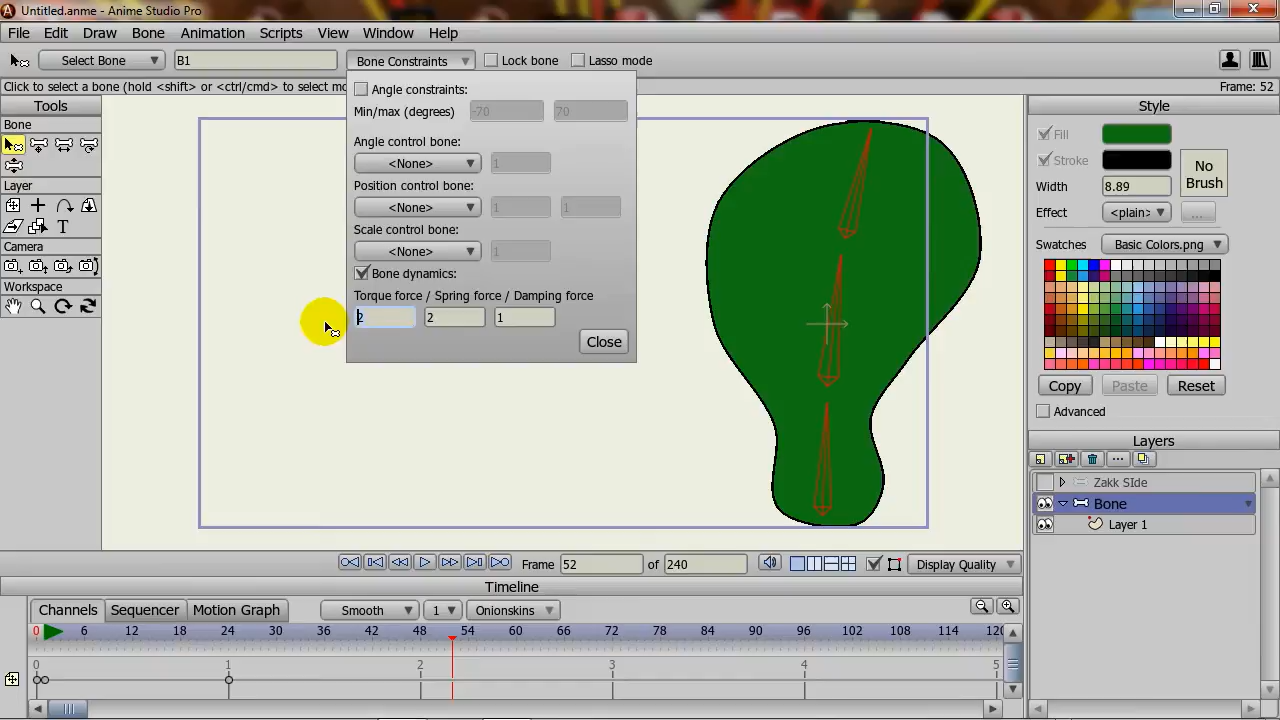 Untitled.anme - Anime Studio Pro
File Edit Draw Bone Animation Scripts View Window Help
Select Bone B1 Bone Constraints Lock bone Lasso mode
Click to select a bone (hold <shift> or <ctrl/cmd> to select mo Frame: 52
Tools
Bone
Layer
T
Camera
Workspace
Angle constraints:
Min/max (degrees) -70 70
Angle control bone:
<None> 1
Position control bone:
<None> 1 1
Scale control bone:
<None> 1
Bone dynamics:
Torque force / Spring force / Damping force
2 2 1
Close
Style
Fill
Stroke
No Brush
Width 8.89
Effect <plain> ...
Swatches Basic Colors.png
Copy Paste Reset
Advanced
Layers
Zakk SIde
Bone
Layer 1
Frame 52 of 240 Display Quality
Timeline
Channels Sequencer Motion Graph Smooth 1 Onionskins
0 6 12 18 24 30 36 42 48 54 60 66 72 78 84 90 96 102 108 114 120
0 1 2 3 4 5